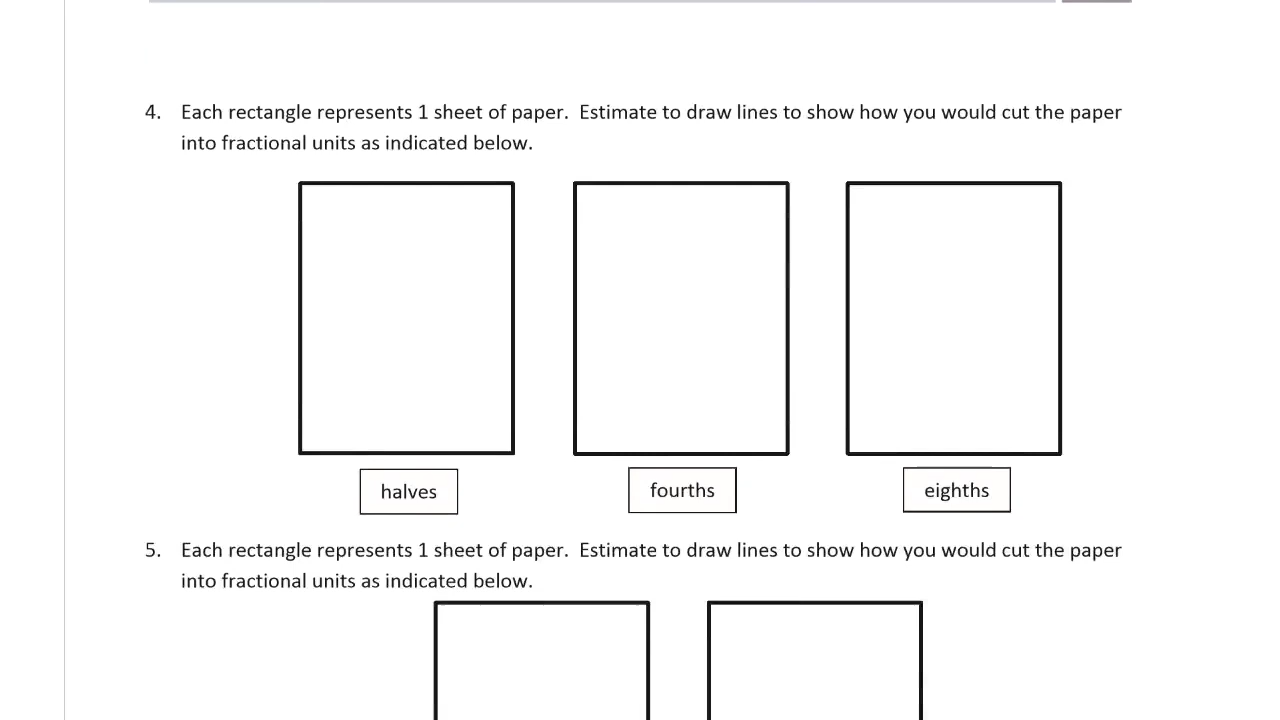 4. Each rectangle represents 1 sheet of paper. Estimate to draw lines to show how you would cut the paper
into fractional units as indicated below.
halves
fourths
eighths
5. Each rectangle represents 1 sheet of paper. Estimate to draw lines to show how you would cut the paper
into fractional units as indicated below.